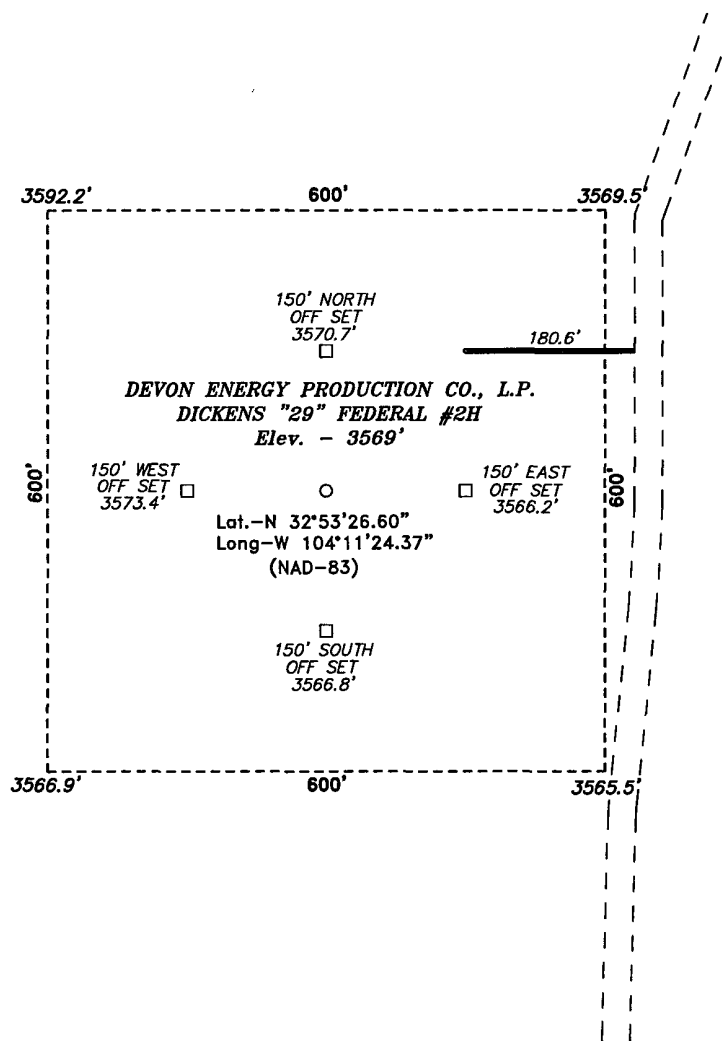 3592.2'
600'
3569.5'
150' NORTH
OFF SET
3570.7'
180.6'
DEVON ENERGY PRODUCTION CO., L.P.
DICKENS "29" FEDERAL #2H
Elev. - 3569'
600'
150' WEST
OFF SET
3573.4'
150' EAST
OFF SET
3566.2'
600'
Lat.-N 32°53'26.60"
Long-W 104°11'24.37"
(NAD-83)
150' SOUTH
OFF SET
3566.8'
3566.9'
600'
3565.5'